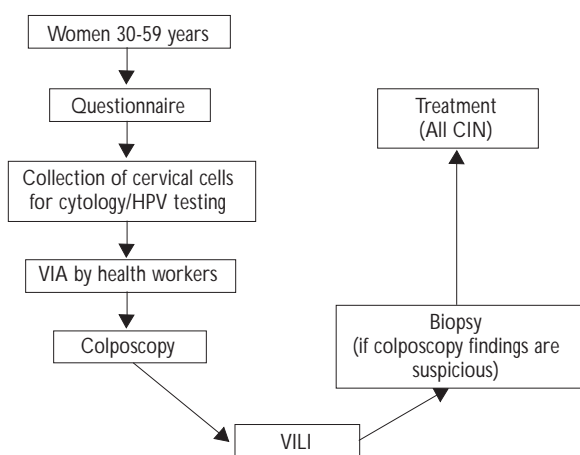 Women 30-59 years
Questionnaire
Collection of cervical cells
for cytology/HPV testing
VIA by health workers
Colposcopy
VILI
Biopsy
(if colposcopy findings are
suspicious)
Treatment
(All CIN)